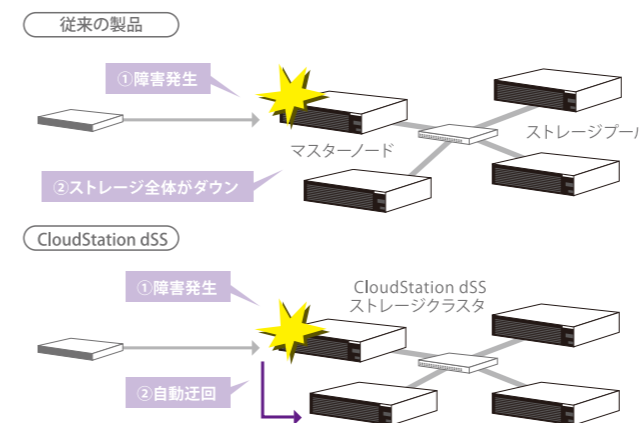 従来の製品
①障害発生
ストレージプール
マスターノード
②ストレージ全体がダウン
CloudStation dSS
①障害発生
CloudStation dSS
ストレージクラスタ
②自動迂回